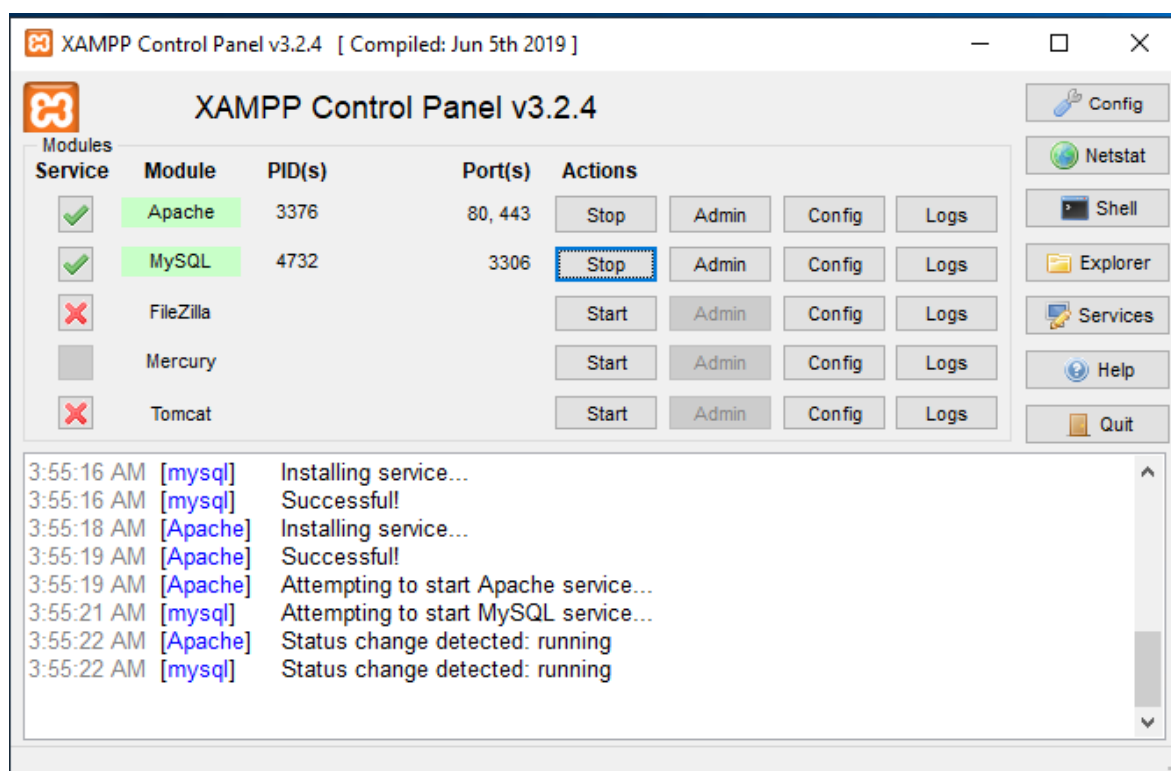 XAMPP Control Panel v3.2.4 [ Compiled: Jun 5th 2019 ]
XAMPP Control Panel v3.2.4
Config
Modules
Netstat
Service Module PID(s) Port(s) Actions
Apache 3376 80, 443 Stop Admin Config Logs
Shell
MySQL 4732 3306 Stop Admin Config Logs
Explorer
FileZilla Start Admin Config Logs
Services
Mercury Start Admin Config Logs
Help
Tomcat Start Admin Config Logs
Quit
3:55:16 AM [mysql] Installing service...
3:55:16 AM [mysql] Successful!
3:55:18 AM [Apache] Installing service...
3:55:19 AM [Apache] Successful!
3:55:19 AM [Apache] Attempting to start Apache service...
3:55:21 AM [mysql] Attempting to start MySQL service...
3:55:22 AM [Apache] Status change detected: running
3:55:22 AM [mysql] Status change detected: running